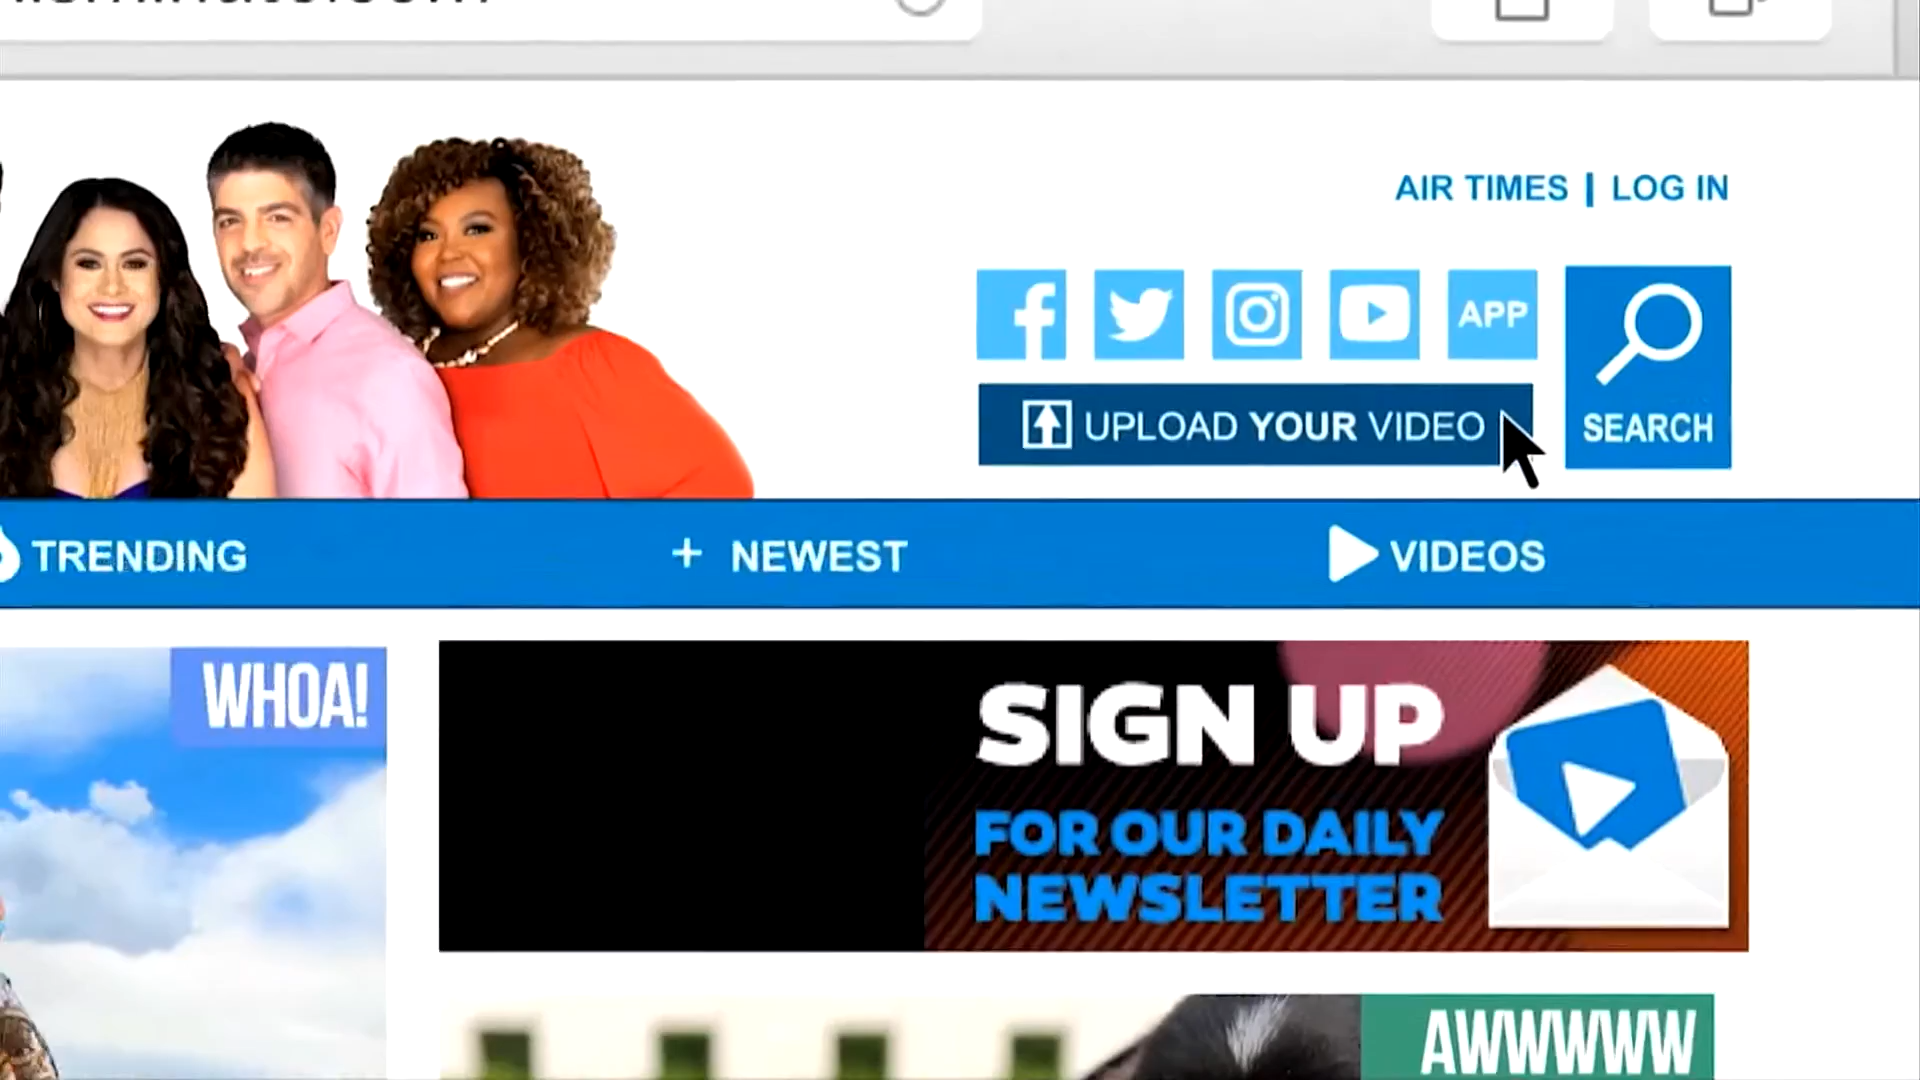 AIR TIMES | LOG IN
APP
UPLOAD YOUR VIDEO
SEARCH
TRENDING
+ NEWEST
VIDEOS
WHOA!
SIGN UP
FOR OUR DAILY
NEWSLETTER
AWWWWW